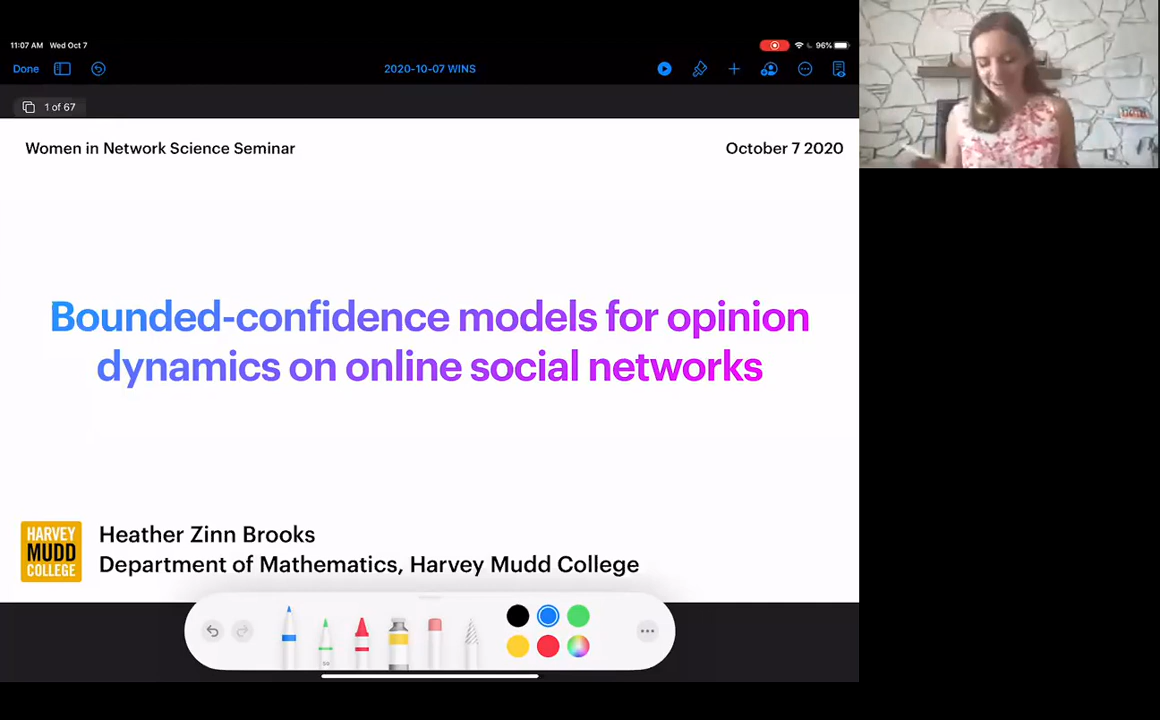 11:07 AM Wed Oct 7
96%
Done
2020-10-07 WINS
1 of 67
Women in Network Science Seminar
October 7 2020
Bounded-confidence models for opinion
dynamics on online social networks
HARVEY
MUDD
COLLEGE
Heather Zinn Brooks
Department of Mathematics, Harvey Mudd College